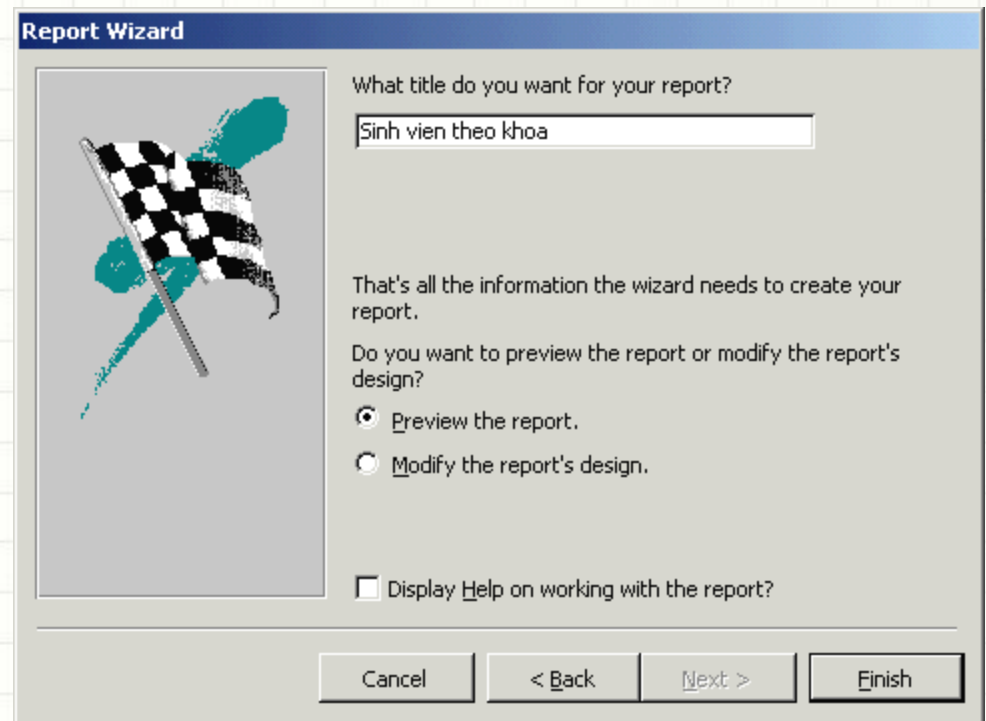 Report Wizard
What title do you want for your report?
Sinh vien theo khoa
That's all the information the wizard needs to create your
report.
Do you want to preview the report or modify the report's
design?
Preview the report.
Modify the report's design.
Display Help on working with the report?
Cancel
< Back
Next >
Finish